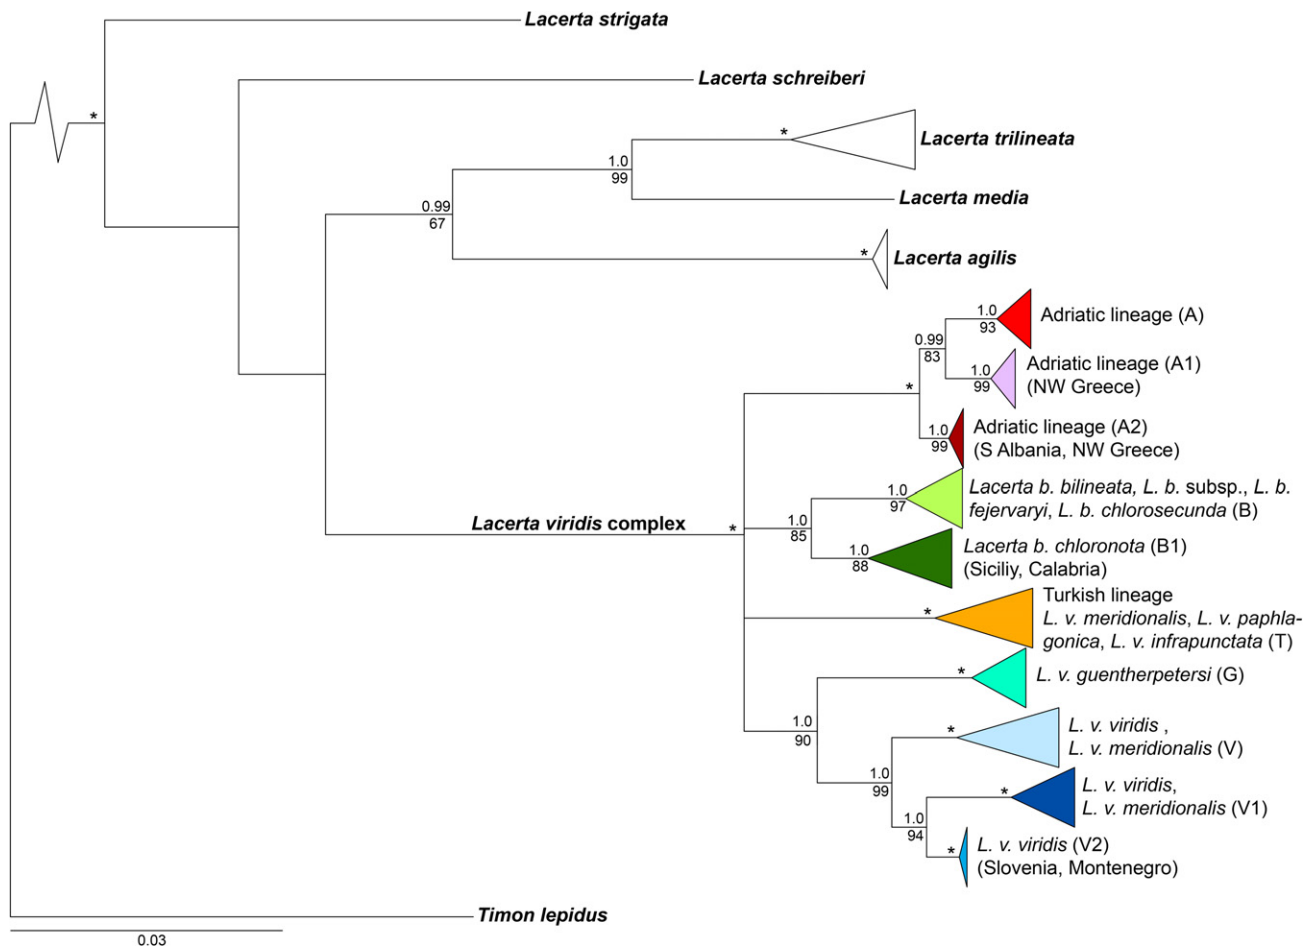 Lacerta strigata
Lacerta schreiberi
*
*
Lacerta trilineata
1.0
99
Lacerta media
0.99
67
*
Lacerta agilis
1.0
93
Adriatic lineage (A)
0.99
83
1.0
99
Adriatic lineage (A1)
(NW Greece)
*
1.0
99
Adriatic lineage (A2)
(S Albania, NW Greece)
1.0
97
Lacerta b. bilineata, L. b. subsp., L. b.
fejervaryi, L. b. chlorosecunda (B)
Lacerta viridis complex
*
1.0
85
1.0
88
Lacerta b. chloronota (B1)
(Siciliy, Calabria)
*
Turkish lineage
L. v. meridionalis, L. v. paphla-
gonica, L. v. infrapunctata (T)
*
L. v. guentherpetersi (G)
1.0
90
*
L. v. viridis ,
L. v. meridionalis (V)
1.0
99
*
L. v. viridis,
L. v. meridionalis (V1)
1.0
94
*
L. v. viridis (V2)
(Slovenia, Montenegro)
Timon lepidus
0.03